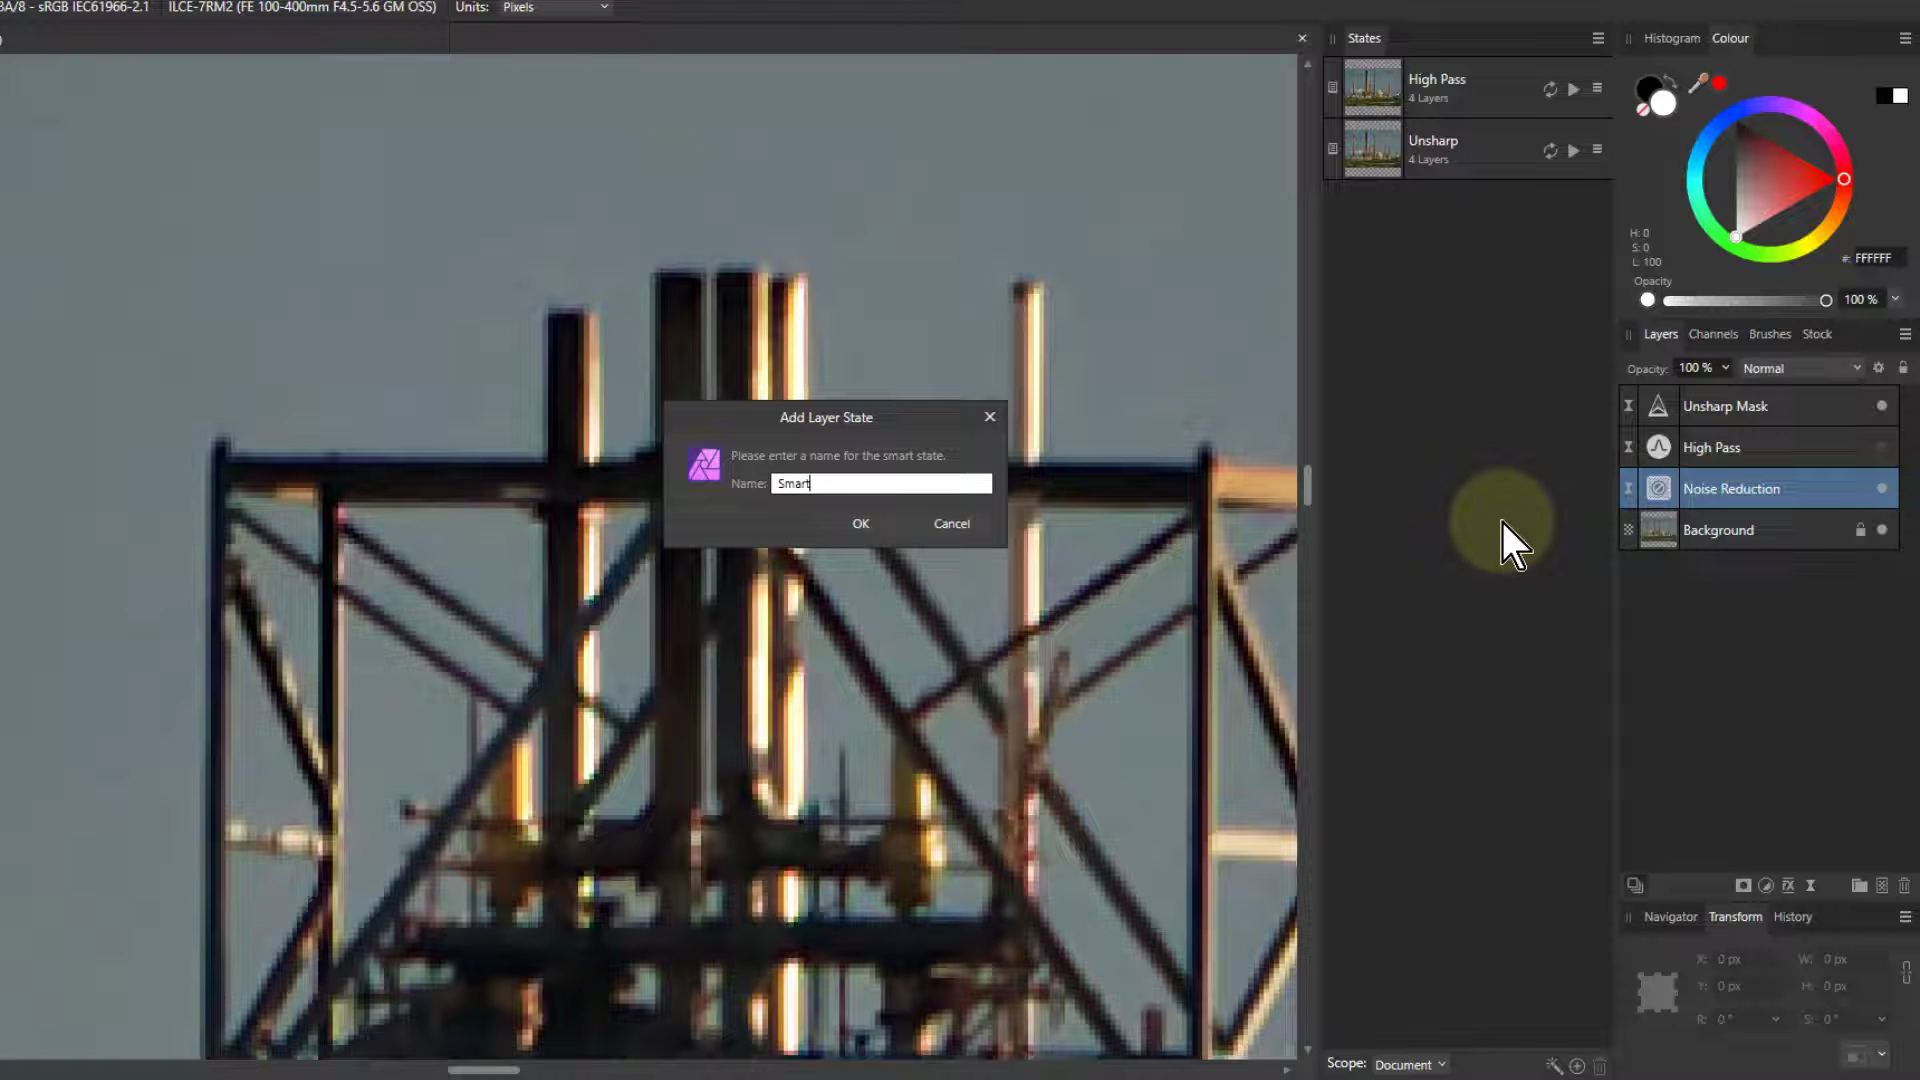 3A/8 - sRGB IEC61966-2.1
ILCE-7RM2 (FE 100-400mm F4.5-5.6 GM OSS)
Units: Pixels
States
High Pass
4 Layers
Unsharp
4 Layers
Histogram
Colour
H: 0
S: 0
L: 100
#: FFFFFF
Opacity
100 %
Layers
Channels
Brushes
Stock
Opacity: 100 %
Normal
Unsharp Mask
High Pass
Noise Reduction
Background
Add Layer State
Please enter a name for the smart state.
Name: Smart
OK
Cancel
Navigator
Transform
History
X: 0 px
W: 0 px
Y: 0 px
H: 0 px
R: 0 °
S: 0 °
Scope: Document